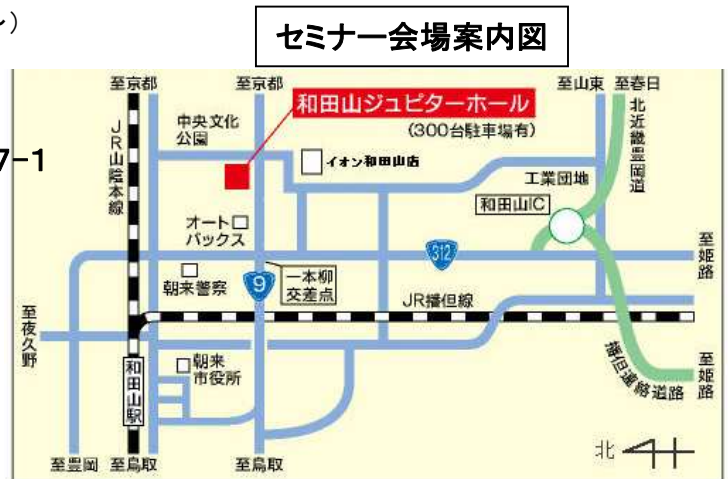 ～）
セミナー会場案内図
7-1
至京都
至京都
至山東
至春日
JR山陰本線
中央文化
公園
和田山ジュピターホール
(300台駐車場有)
イオン和田山店
北近畿豊岡道
工業団地
和田山IC
オート
バックス
312
至姫路
朝来警察
9
一本柳
交差点
JR播但線
至夜久野
和田山駅
朝来
市役所
播但連絡道路
至姫路
北
至豊岡
至鳥取
至鳥取